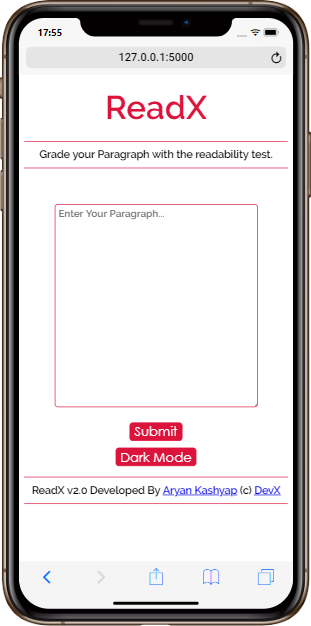 17:55
127.0.0.1:5000
ReadX
Grade your Paragraph with the readability test.
Enter Your Paragraph...
Submit
Dark Mode
ReadX v2.0 Developed By Aryan Kashyap (c) DevX